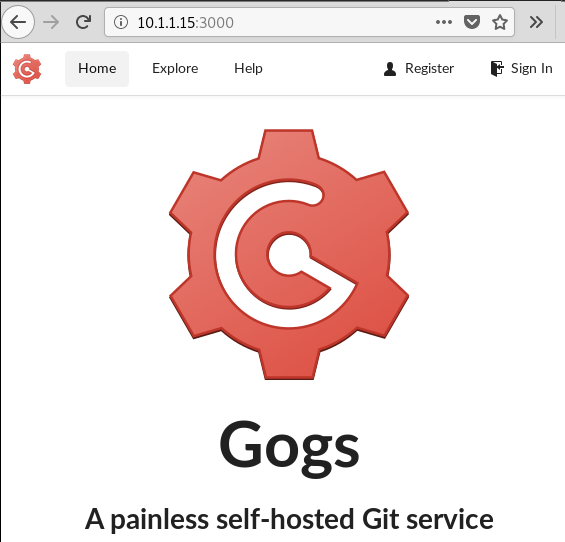 10.1.1.15:3000
Home Explore Help Register Sign In
Gogs
A painless self-hosted Git service